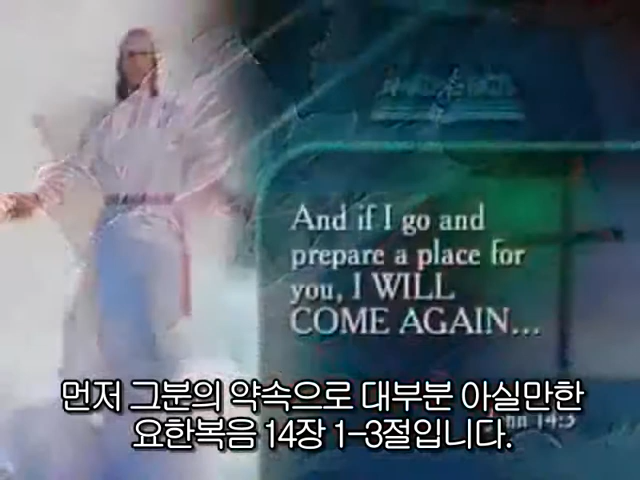 And if I go and
prepare a place for
you, I WILL
COME AGAIN...
14:3
먼저 그분의 약속으로 대부분 아실만한
요한복음 14장 1-3절입니다.